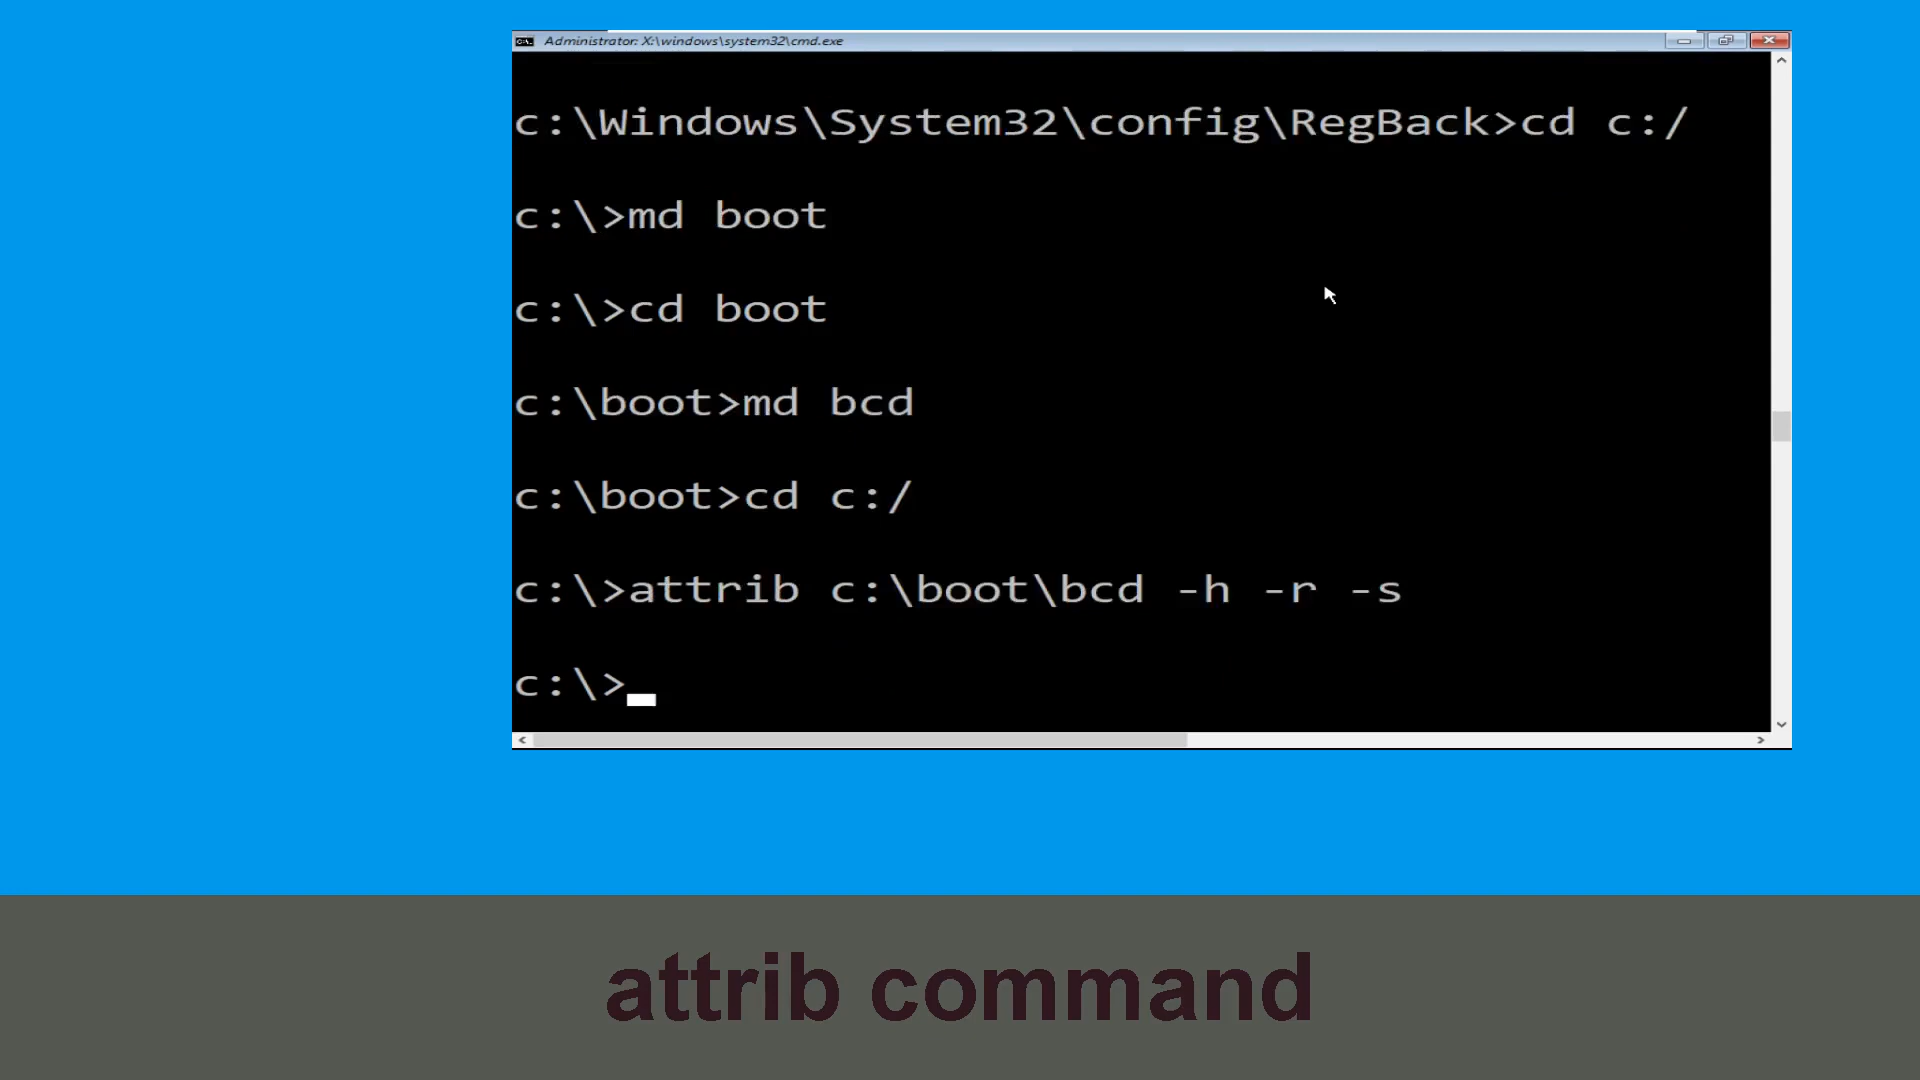 Administrator: X:\windows\system32\cmd.exe
c:\Windows\System32\config\RegBack>cd c:/
c:\>md boot
c:\>cd boot
c:\boot>md bcd
c:\boot>cd c:/
c:\>attrib c:\boot\bcd -h -r -s
c:\>
attrib command